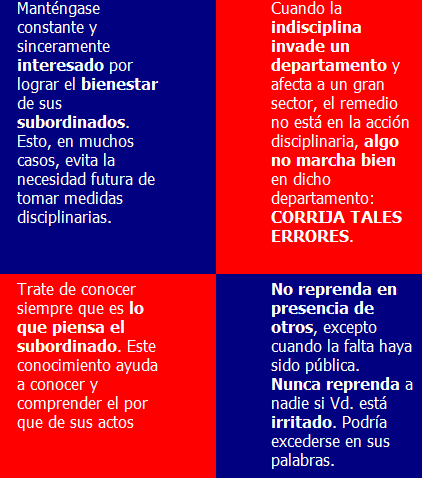 Manténgase
constante y
sinceramente
interesado por
lograr el bienestar
de sus
subordinados.
Esto, en muchos
casos, evita la
necesidad futura de
tomar medidas
disciplinarias.
Cuando la
indisciplina
invade un
departamento y
afecta a un gran
sector, el remedio
no está en la acción
disciplinaria, algo
no marcha bien
en dicho
departamento:
CORRIJA TALES
ERRORES.
Trate de conocer
siempre que es lo
que piensa el
subordinado. Este
conocimiento ayuda
a conocer y
comprender el por
que de sus actos
No reprenda en
presencia de
otros, excepto
cuando la falta haya
sido pública.
Nunca reprenda a
nadie si Vd. está
irritado. Podría
excederse en sus
palabras.